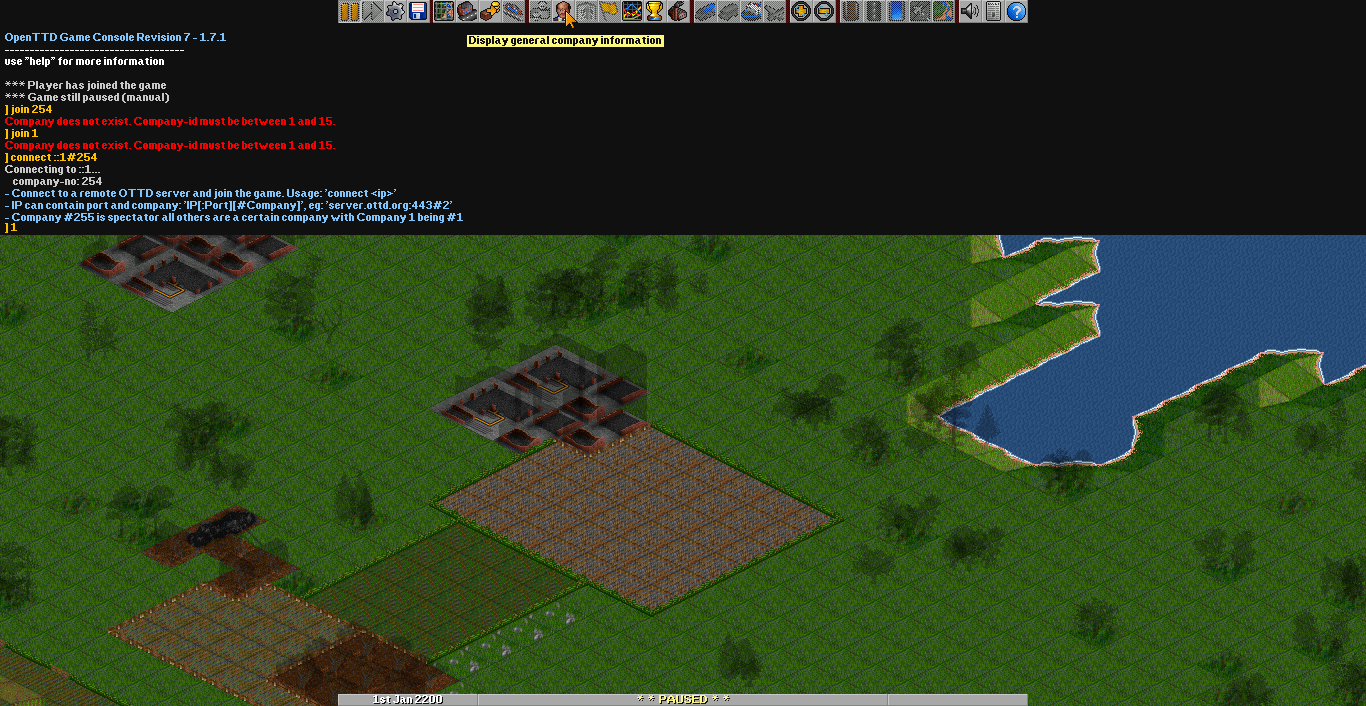 OpenTTD Game Console Revision 7 - 1.7.1
------------------------------------
use "help" for more information
Display general company information
*** Player has joined the game
*** Game still paused (manual)
] join 254
Company does not exist. Company-id must be between 1 and 15.
] join 1
Company does not exist. Company-id must be between 1 and 15.
] connect ::1#254
Connecting to ::1...
company-no: 254
- Connect to a remote OTTD server and join the game. Usage: 'connect <ip>'
- IP can contain port and company: 'IP[:Port][#Company]', eg: 'server.ottd.org:443#2'
- Company #255 is spectator all others are a certain company with Company 1 being #1
] 1
1st Jan 2200
* * PAUSED * *